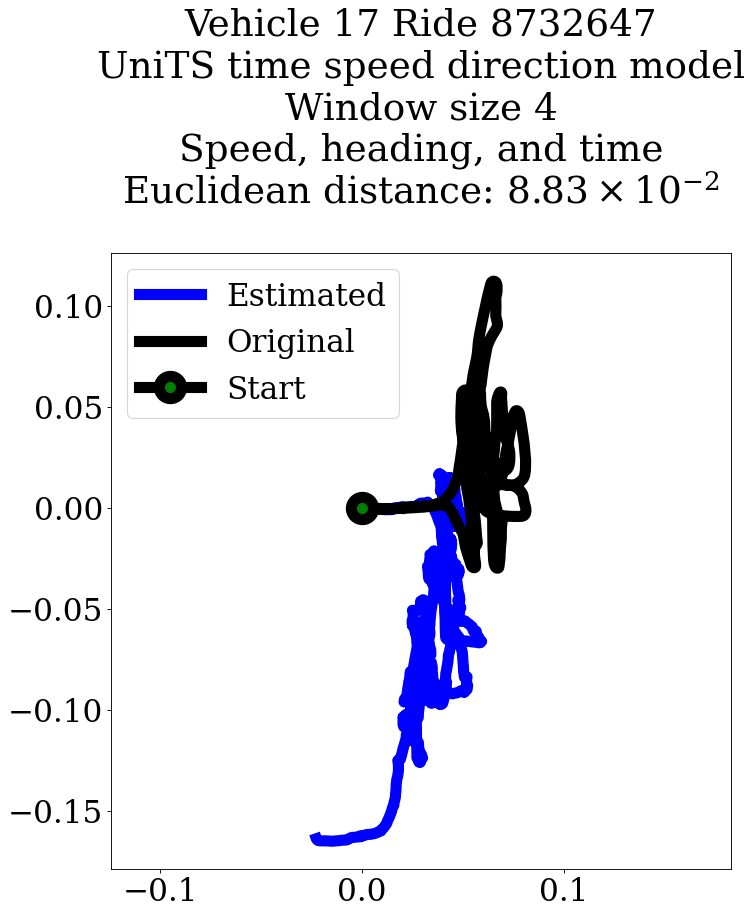 Vehicle 17 Ride 8732647
UniTS time speed direction model
Window size 4
Speed, heading, and time
Euclidean distance: 8.83 × 10⁻²
Estimated
Original
Start
0.10
0.05
0.00
−0.05
−0.10
−0.15
−0.1 0.0 0.1